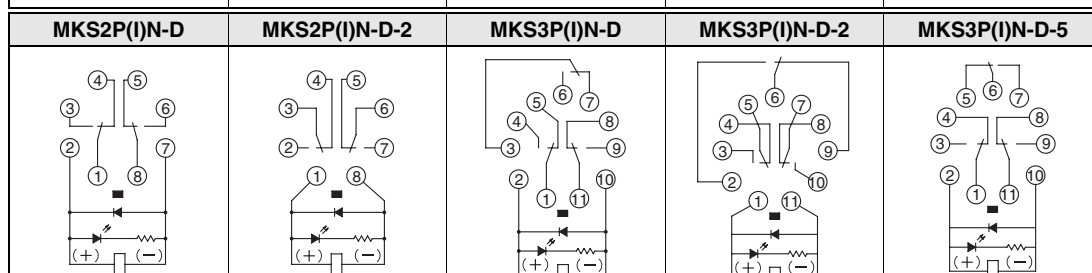 MKS2P(I)N-D MKS2P(I)N-D-2 MKS3P(I)N-D MKS3P(I)N-D-2 MKS3P(I)N-D-5
4 5 3 6 2 7 1 8 (+) (−)
4 5 3 6 2 7 1 8 (+) (−)
6 7 5 4 8 3 9 2 10 1 11 (+) (−)
6 5 7 4 8 3 9 2 10 1 11 (+) (−)
5 6 7 4 8 3 9 2 10 1 11 (+) (−)